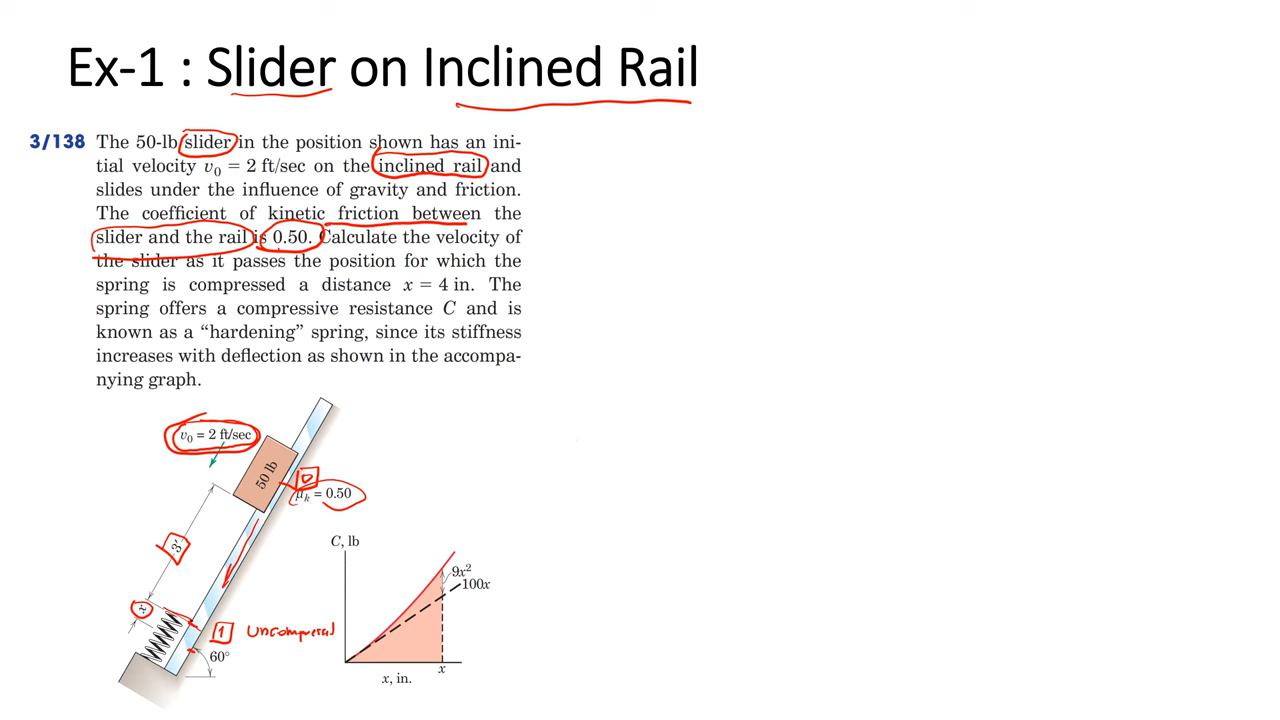 Ex-1 : Slider on Inclined Rail
3/138 The 50-lb slider in the position shown has an ini-
tial velocity v₀ = 2 ft/sec on the inclined rail and
slides under the influence of gravity and friction.
The coefficient of kinetic friction between the
slider and the rail is 0.50. Calculate the velocity of
the slider as it passes the position for which the
spring is compressed a distance x = 4 in. The
spring offers a compressive resistance C and is
known as a “hardening” spring, since its stiffness
increases with deflection as shown in the accompa-
nying graph.
v₀ = 2 ft/sec
50 lb
0
μₖ = 0.50
3′
x
1 Uncompressed
60°
C, lb
9x²
100x
x
x, in.